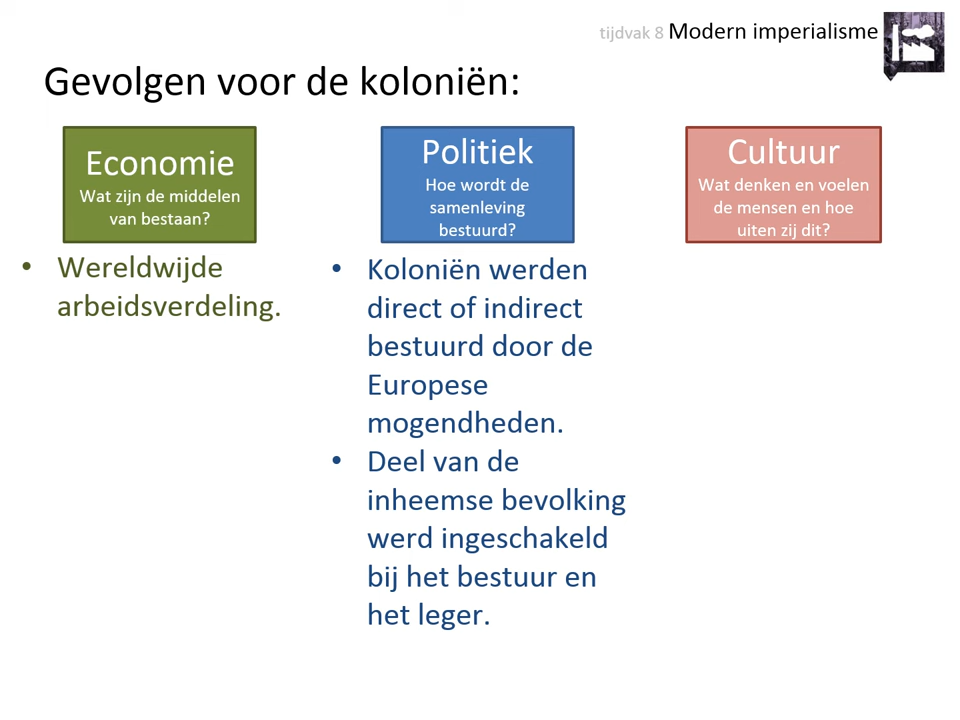 tijdvak 8 Modern imperialisme
Gevolgen voor de koloniën:
Economie
Wat zijn de middelen
van bestaan?
• Wereldwijde
arbeidsverdeling.
Politiek
Hoe wordt de
samenleving
bestuurd?
• Koloniën werden
direct of indirect
bestuurd door de
Europese
mogendheden.
• Deel van de
inheemse bevolking
werd ingeschakeld
bij het bestuur en
het leger.
Cultuur
Wat denken en voelen
de mensen en hoe
uiten zij dit?